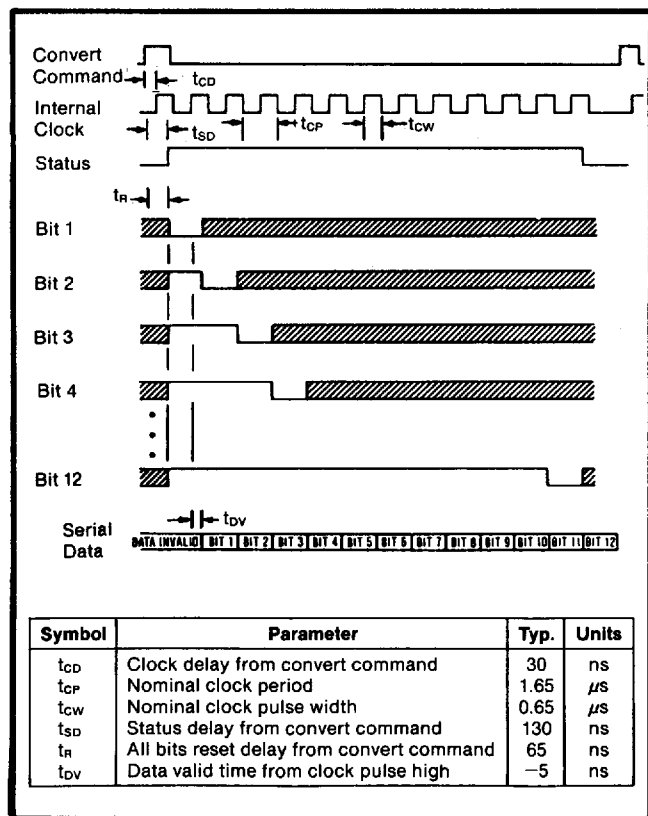 Convert
Command
tCD
Internal
Clock
tSD
tCP
tCW
Status
tR
Bit 1
Bit 2
Bit 3
Bit 4
Bit 12
tDV
Serial
Data
DATA INVALID BIT 1 BIT 2 BIT 3 BIT 4 BIT 5 BIT 6 BIT 7 BIT 8 BIT 9 BIT 10 BIT 11 BIT 12
Symbol Parameter Typ. Units
tCD Clock delay from convert command 30 ns
tCP Nominal clock period 1.65 μs
tCW Nominal clock pulse width 0.65 μs
tSD Status delay from convert command 130 ns
tR All bits reset delay from convert command 65 ns
tDV Data valid time from clock pulse high −5 ns